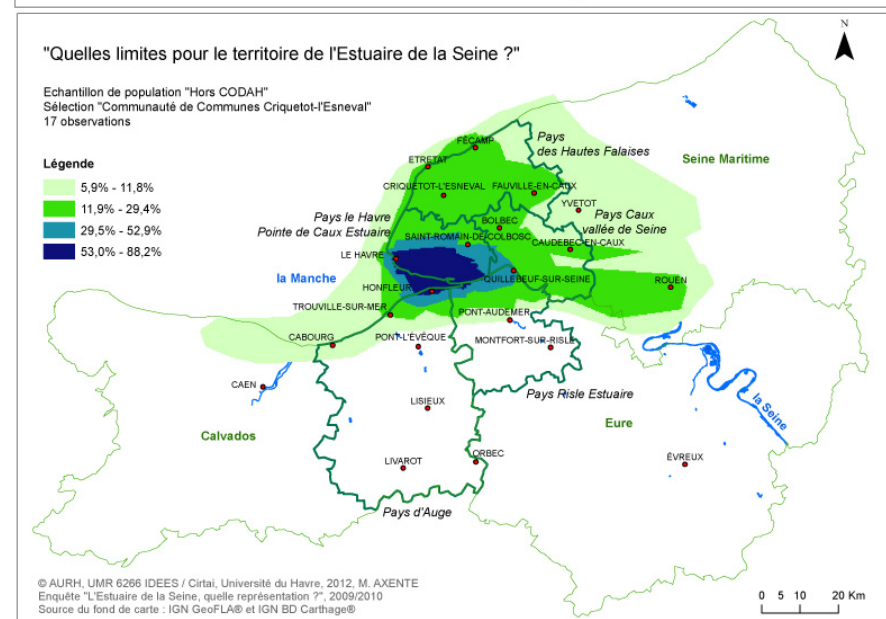 "Quelles limites pour le territoire de l'Estuaire de la Seine ?"
N
Echantillon de population "Hors CODAH"
Sélection "Communauté de Communes Criquetot-l'Esneval"
17 observations
Légende
5,9% - 11,8%
11,9% - 29,4%
29,5% - 52,9%
53,0% - 88,2%
FÉCAMP
Pays
des Hautes Falaises
Seine Maritime
ETRETAT
CRIQUETOT-L'ESNEVAL
FAUVILLE-EN-CAUX
YVETOT
Pays le Havre
Pointe de Caux Estuaire
BOLBEC
Pays Caux
vallée de Seine
SAINT-ROMAIN-DE-COLBOSC
CAUDEBEC-EN-CAUX
LE HAVRE
la Manche
QUILLEBEUF-SUR-SEINE
ROUEN
HONFLEUR
TROUVILLE-SUR-MER
PONT-AUDEMER
CABOURG
PONT-L'ÉVÊQUE
MONTFORT-SUR-RISLE
CAEN
Pays Risle Estuaire
la Seine
LISIEUX
Calvados
Eure
LIVAROT
ORBEC
ÉVREUX
Pays d'Auge
© AURH, UMR 6266 IDEES / Cirtai, Université du Havre, 2012, M. AXENTE
Enquête "L'Estuaire de la Seine, quelle représentation ?", 2009/2010
Source du fond de carte : IGN GeoFLA® et IGN BD Carthage®
0 5 10 20 Km